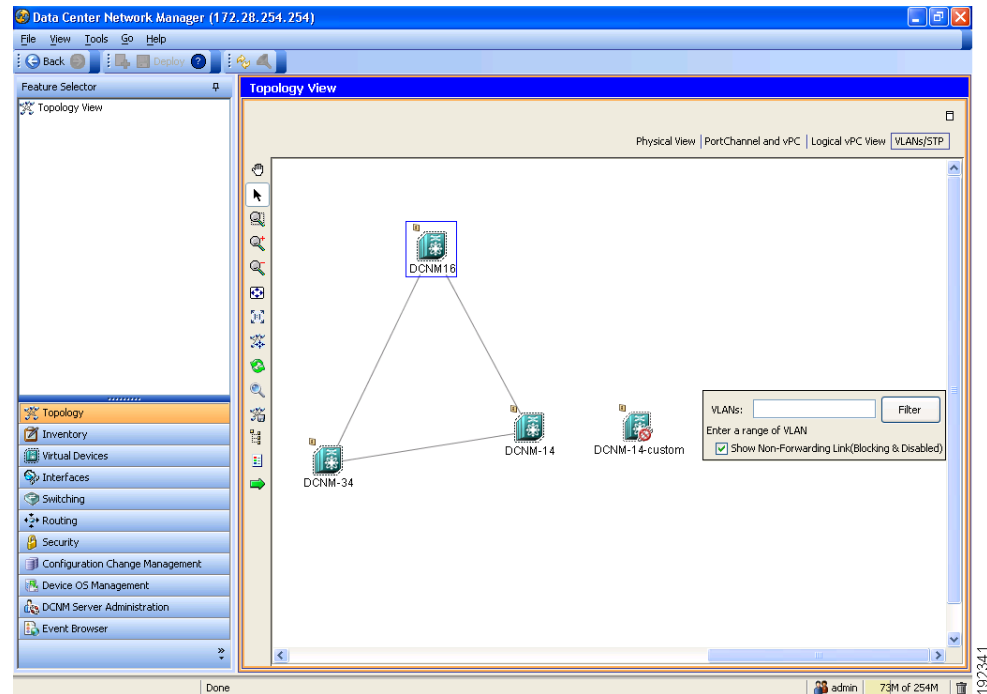 Data Center Network Manager (172.28.254.254)
File View Tools Go Help
Back Deploy ?
Feature Selector
Topology View
Topology View
Physical View | PortChannel and vPC | Logical vPC View VLANs/STP
DCNM16
DCNM-34
DCNM-14
DCNM-14-custom
VLANs: Filter
Enter a range of VLAN
Show Non-Forwarding Link(Blocking & Disabled)
Topology
Inventory
Virtual Devices
Interfaces
Switching
Routing
Security
Configuration Change Management
Device OS Management
DCNM Server Administration
Event Browser
»
Done
admin
73M of 254M
192341